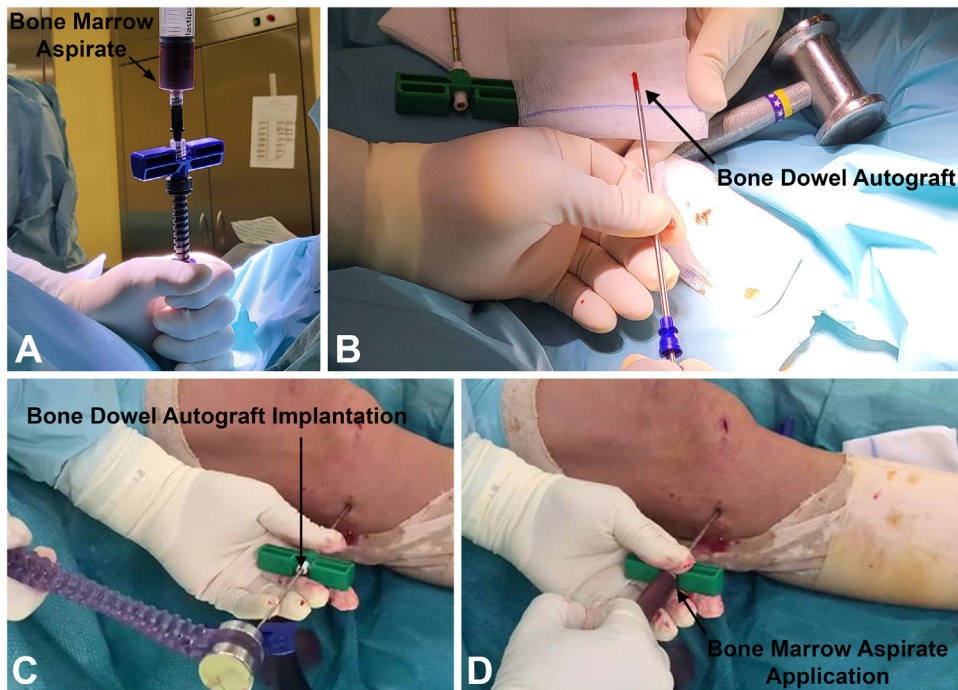 Bone Marrow
Aspirate
A
Bone Dowel Autograft
B
Bone Dowel Autograft Implantation
C
Bone Marrow Aspirate
Application
D